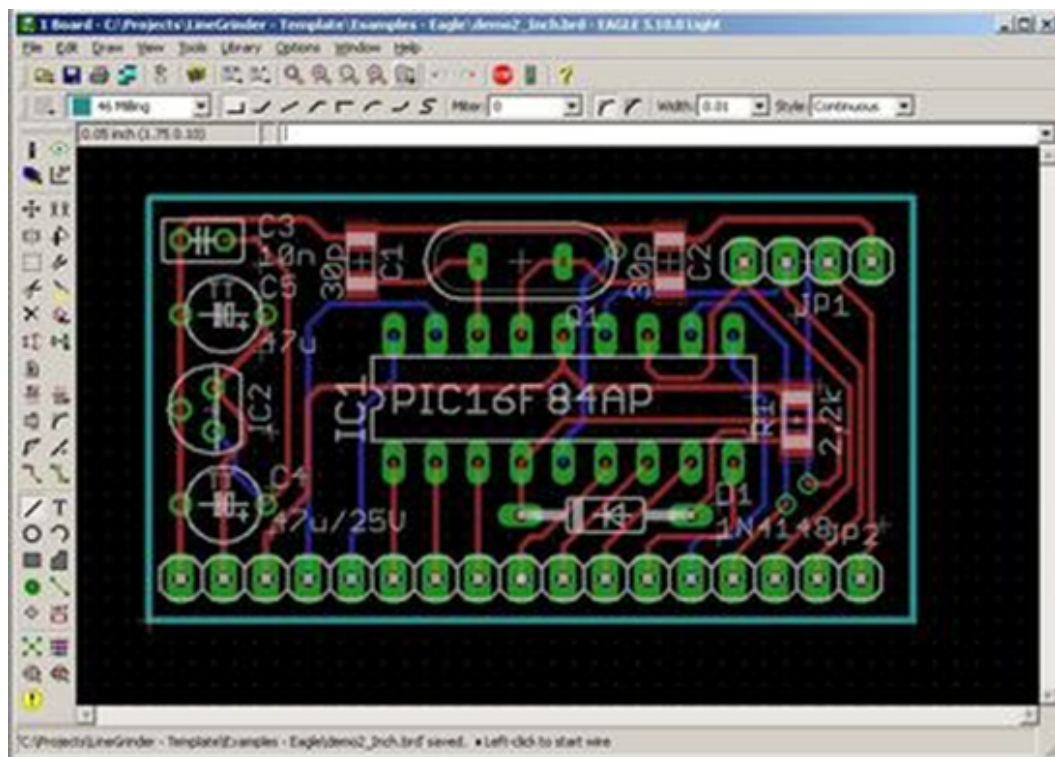 1 Board - C:\Projects\LineGrinder - Template\Examples - Eagle\demo2_Inch.brd - EAGLE 5.10.0 Light
File Edit Draw View Tools Library Options Window Help
46 Milling Miter: 0 Width: 0.01 Style: Continuous
0.05 inch (1.75 0.10)
C3
10n
30p
C1
30p
C2
JP1
C5
47u
Q1
IC2
IC1
PIC16F84AP
R1
2,2k
C4
47u/25V
D1
1N4148
JP2
'C:/Projects/LineGrinder - Template/Examples - Eagle/demo2_Inch.brd' saved. • Left-click to start wire